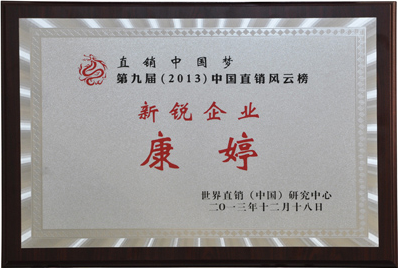 直销中国梦
第九届(2013)中国直销风云榜
新锐企业
康婷
世界直销（中国）研究中心
二〇一三年十二月十八日